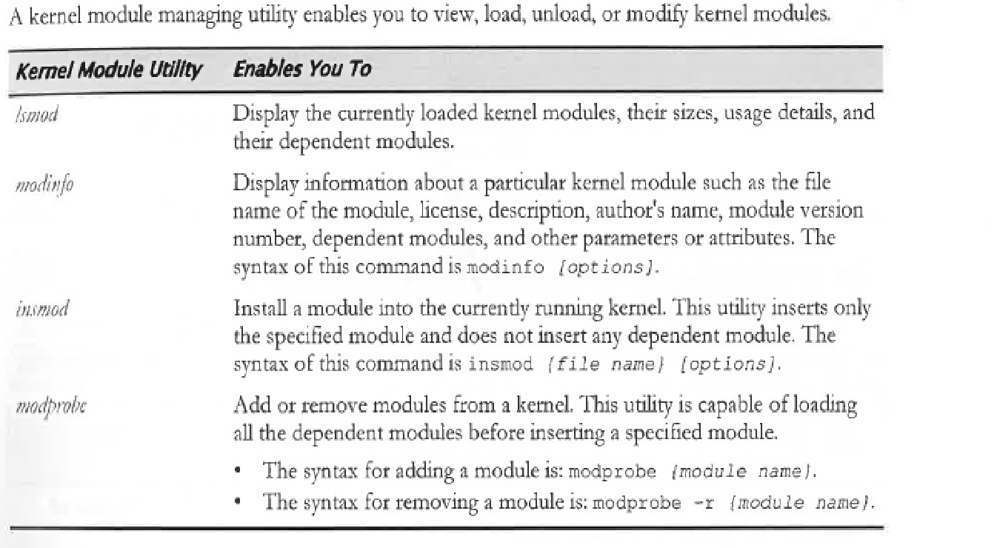 A kernel module managing utility enables you to view, load, unload, or modify kernel modules.
Kernel Module Utility Enables You To
lsmod Display the currently loaded kernel modules, their sizes, usage details, and
their dependent modules.
modinfo Display information about a particular kernel module such as the file
name of the module, license, description, author's name, module version
number, dependent modules, and other parameters or attributes. The
syntax of this command is modinfo [options].
insmod Install a module into the currently running kernel. This utility inserts only
the specified module and does not insert any dependent module. The
syntax of this command is insmod {file name} [options].
modprobe Add or remove modules from a kernel. This utility is capable of loading
all the dependent modules before inserting a specified module.
• The syntax for adding a module is: modprobe {module name}.
• The syntax for removing a module is: modprobe -r {module name}.